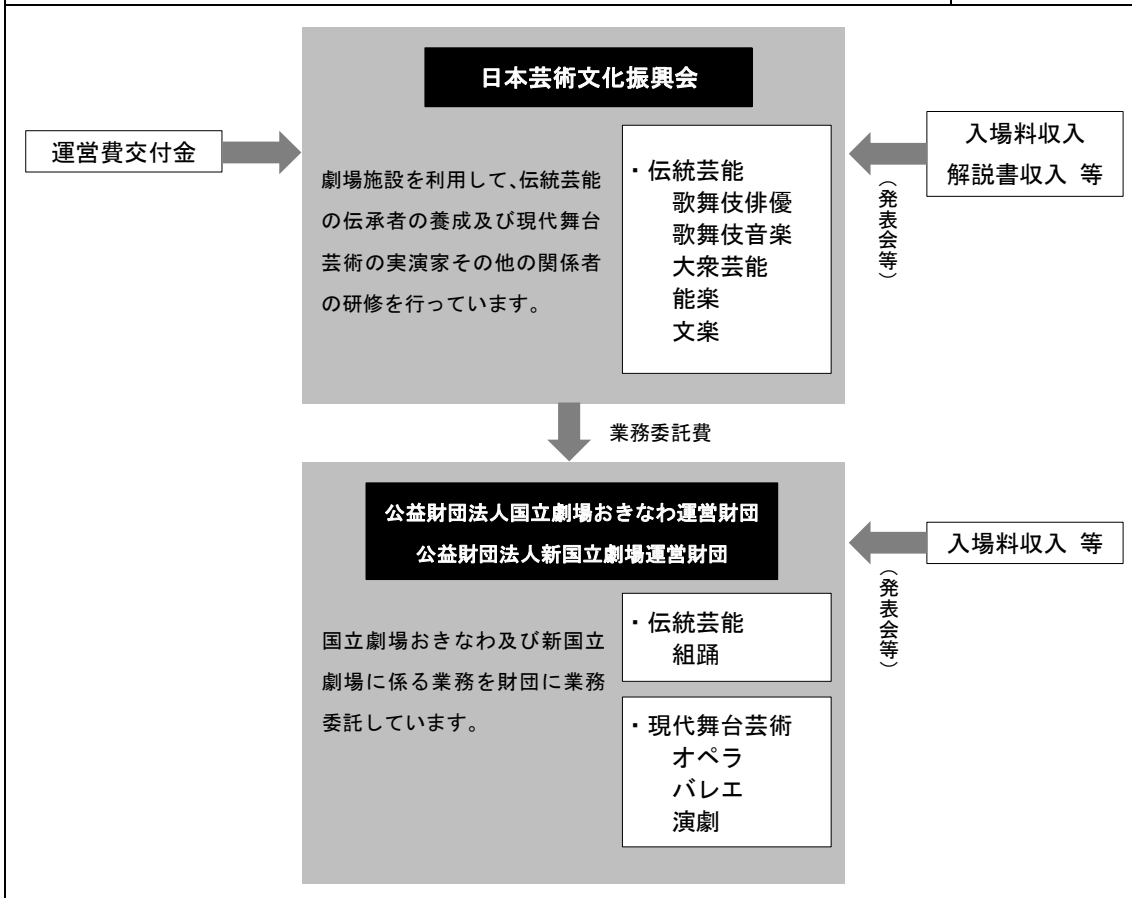 日本芸術文化振興会
運営費交付金
劇場施設を利用して、伝統芸能
の伝承者の養成及び現代舞台
芸術の実演家その他の関係者
の研修を行っています。
・伝統芸能
歌舞伎俳優
歌舞伎音楽
大衆芸能
能楽
文楽
入場料収入
解説書収入 等
（発表会等）
業務委託費
公益財団法人国立劇場おきなわ運営財団
公益財団法人新国立劇場運営財団
国立劇場おきなわ及び新国立
劇場に係る業務を財団に業務
委託しています。
・伝統芸能
組踊
・現代舞台芸術
オペラ
バレエ
演劇
入場料収入 等
（発表会等）